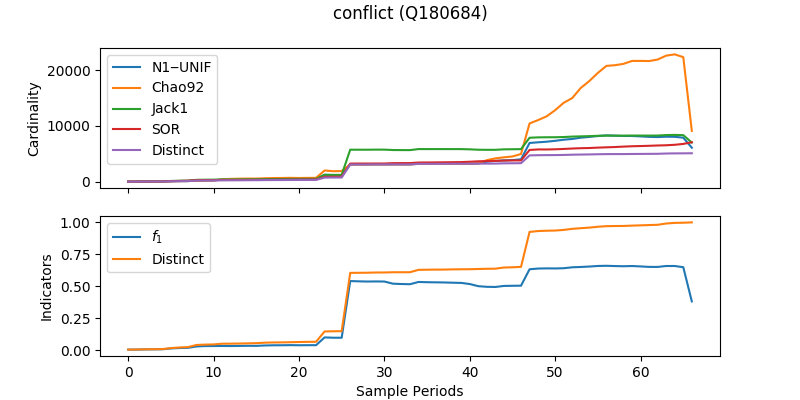 conflict (Q180684)
Cardinality
20000
10000
0
N1−UNIF
Chao92
Jack1
SOR
Distinct
Indicators
1.00
0.75
0.50
0.25
0.00
f1
Distinct
0 10 20 30 40 50 60
Sample Periods